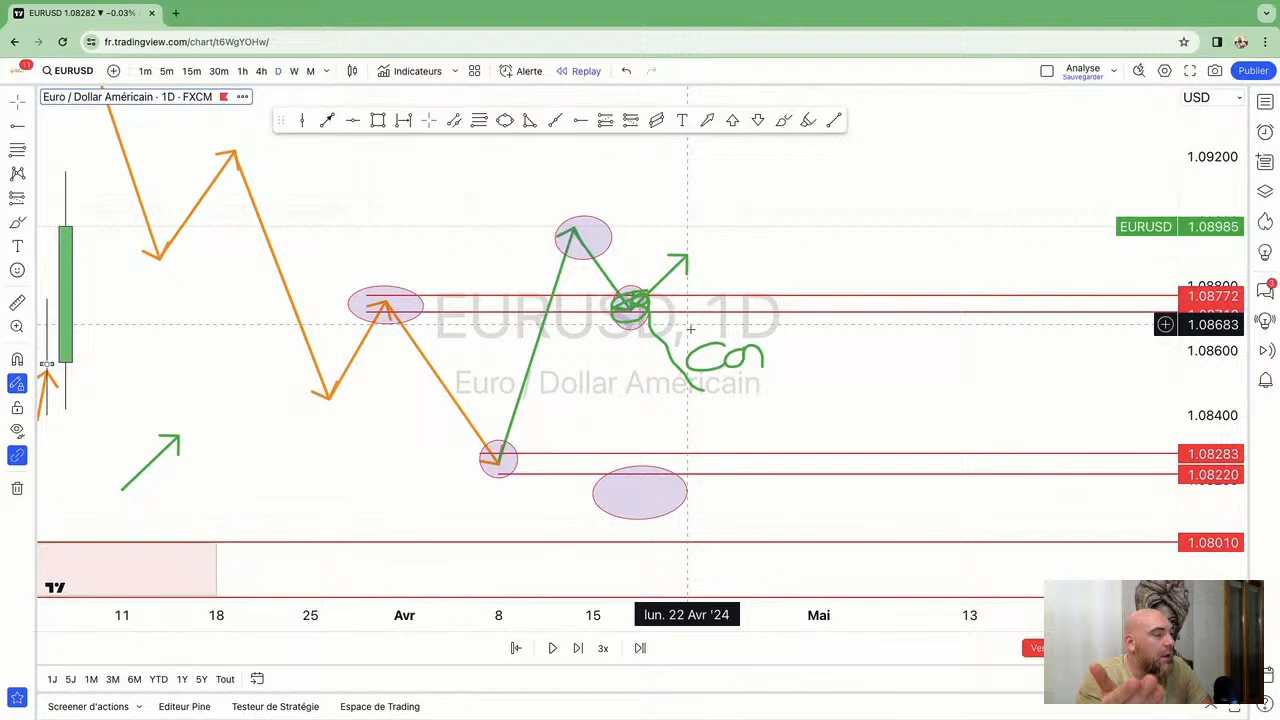 EURUSD 1.08282 ▼ −0.03%
fr.tradingview.com/chart/t6WgYOHw/
11
EURUSD 1m 5m 15m 30m 1h 4h D W M Indicateurs Alerte Replay Analyse Sauvegarder Publier
Euro / Dollar Américain · 1D · FXCM
USD
1.09200
EURUSD 1.08985
EURUSD, 1D
1.08772
1.08683
Con
1.08600
Euro / Dollar Américain
1.08400
1.08283
1.08220
1.08010
3
11 18 25 Avr 8 15 lun. 22 Avr '24 Mai 13
3x
1J 5J 1M 3M 6M YTD 1Y 5Y Tout
Screener d'actions Editeur Pine Testeur de Stratégie Espace de Trading